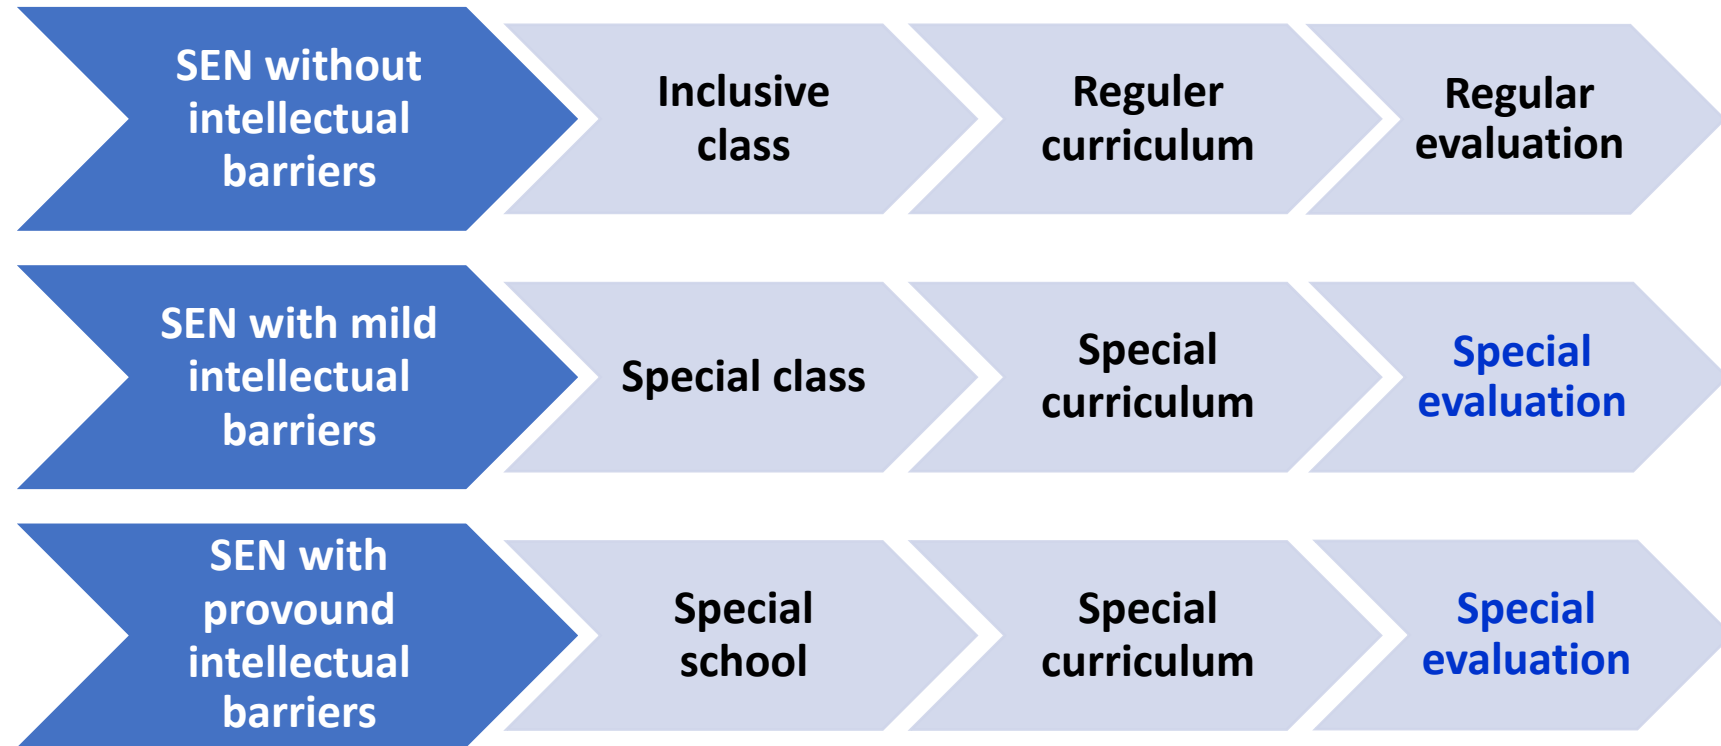 SEN without
intellectual
barriers
Inclusive
class
Reguler
curriculum
Regular
evaluation
SEN with mild
intellectual
barriers
Special class
Special
curriculum
Special
evaluation
SEN with
provound
intellectual
barriers
Special
school
Special
curriculum
Special
evaluation